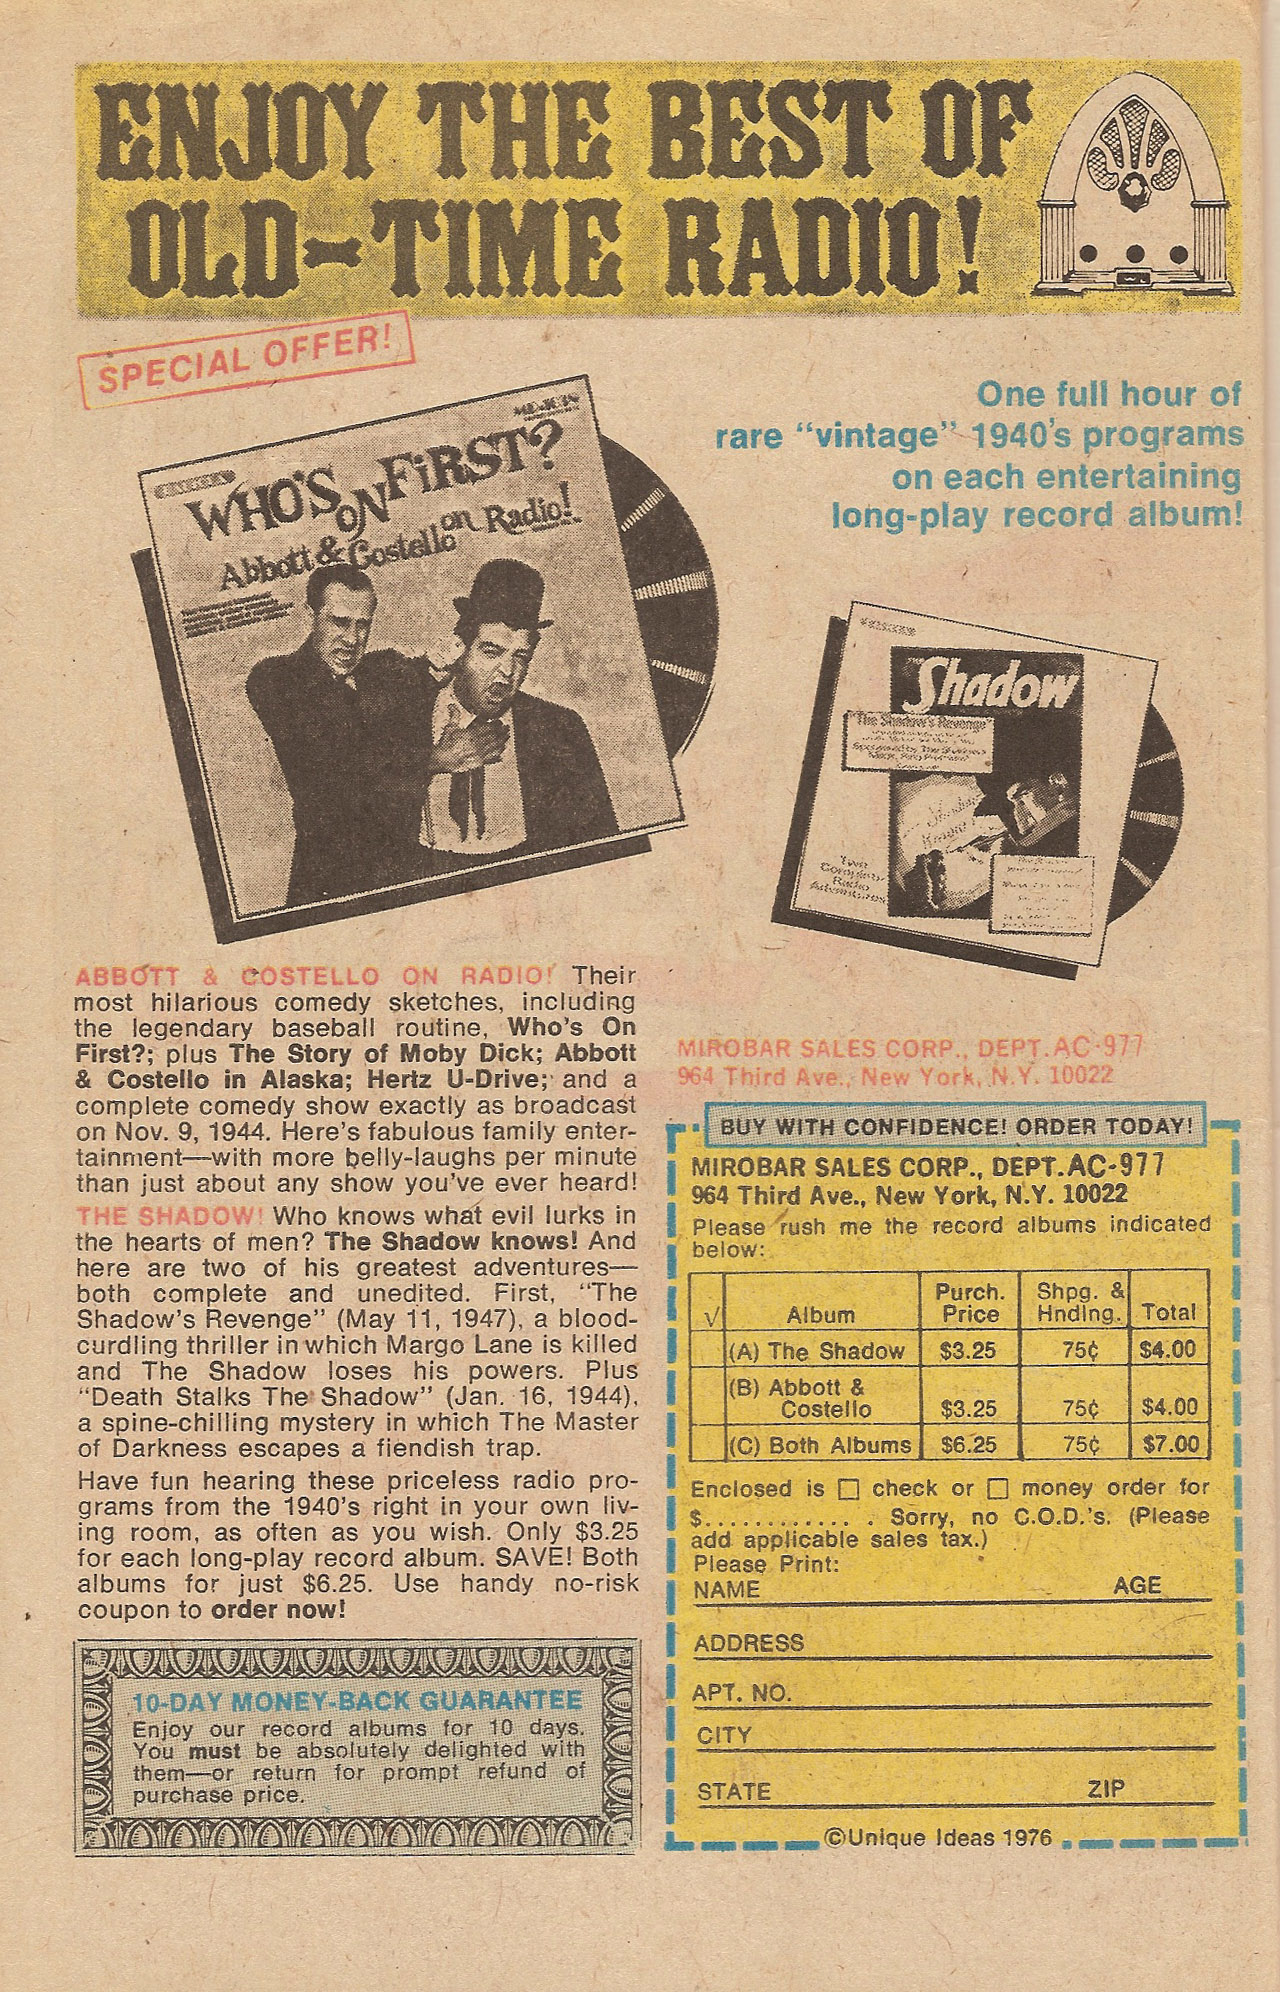 ENJOY THE BEST OF
OLD-TIME RADIO!
SPECIAL OFFER!
One full hour of
rare "vintage" 1940's programs
on each entertaining
long-play record album!
WHO'S ON FiRST?
Abbott & Costello on Radio!
Shadow
"The Shadow's Revenge"
Two
Complete
Radio
Adventures
ABBOTT & COSTELLO ON RADIO! Their
most hilarious comedy sketches, including
the legendary baseball routine, Who's On
First?; plus The Story of Moby Dick; Abbott
& Costello in Alaska; Hertz U-Drive; and a
complete comedy show exactly as broadcast
on Nov. 9, 1944. Here's fabulous family enter-
tainment—with more belly-laughs per minute
than just about any show you've ever heard!
THE SHADOW! Who knows what evil lurks in
the hearts of men? The Shadow knows! And
here are two of his greatest adventures—
both complete and unedited. First, "The
Shadow's Revenge" (May 11, 1947), a blood-
curdling thriller in which Margo Lane is killed
and The Shadow loses his powers. Plus
"Death Stalks The Shadow" (Jan. 16, 1944),
a spine-chilling mystery in which The Master
of Darkness escapes a fiendish trap.
Have fun hearing these priceless radio pro-
grams from the 1940's right in your own liv-
ing room, as often as you wish. Only $3.25
for each long-play record album. SAVE! Both
albums for just $6.25. Use handy no-risk
coupon to order now!
10-DAY MONEY-BACK GUARANTEE
Enjoy our record albums for 10 days.
You must be absolutely delighted with
them—or return for prompt refund of
purchase price.
MIROBAR SALES CORP., DEPT. AC-977
964 Third Ave., New York, N.Y. 10022
BUY WITH CONFIDENCE! ORDER TODAY!
MIROBAR SALES CORP., DEPT. AC-977
964 Third Ave., New York, N.Y. 10022
Please rush me the record albums indicated
below:
√ Album Purch. Price Shpg. & Hndlng. Total
(A) The Shadow $3.25 75¢ $4.00
(B) Abbott & Costello $3.25 75¢ $4.00
(C) Both Albums $6.25 75¢ $7.00
Enclosed is □ check or □ money order for
$............. Sorry, no C.O.D.'s. (Please
add applicable sales tax.)
Please Print:
NAME AGE
ADDRESS
APT. NO.
CITY
STATE ZIP
©Unique Ideas 1976